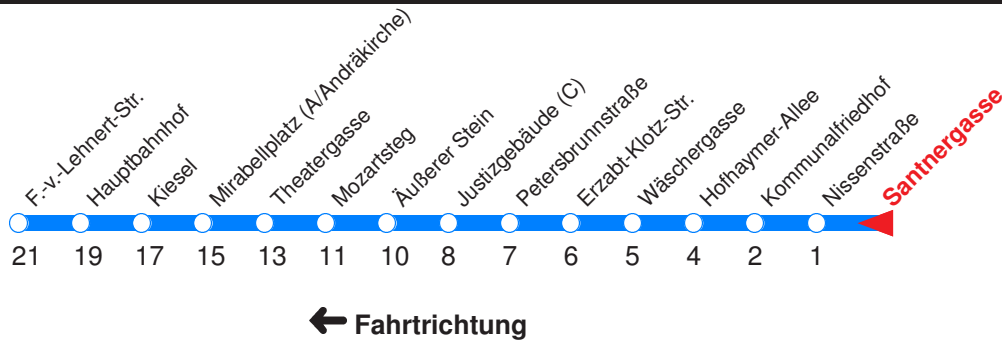 F.-v.-Lehnert-Str.
Hauptbahnhof
Kiesel
Mirabellplatz (A/Andräkirche)
Theatergasse
Mozartsteg
Äußerer Stein
Justizgebäude (C)
Petersbrunnstraße
Erzabt-Klotz-Str.
Wäschergasse
Hofhaymer-Allee
Kommunalfriedhof
Nissenstraße
Santnergasse
21 19 17 15 13 11 10 8 7 6 5 4 2 1
Fahrtrichtung